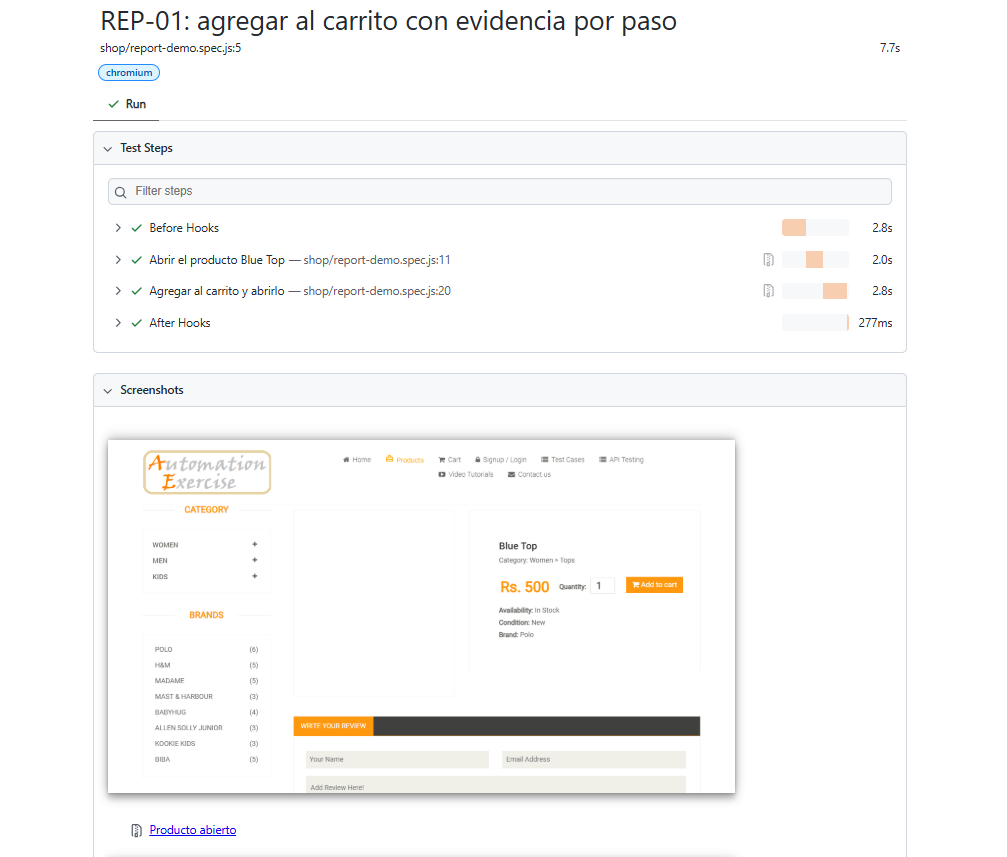 REP-01: agregar al carrito con evidencia por paso
shop/report-demo.spec.js:5
7.7s
chromium
Run
Test Steps
Filter steps
Before Hooks
2.8s
Abrir el producto Blue Top — shop/report-demo.spec.js:11
2.0s
Agregar al carrito y abrirlo — shop/report-demo.spec.js:20
2.8s
After Hooks
277ms
Screenshots
Automation
Exercise
Home Products Cart Signup / Login Test Cases API Testing
Video Tutorials Contact us
CATEGORY
WOMEN +
MEN +
KIDS +
BRANDS
POLO (6)
H&M (5)
MADAME (5)
MAST & HARBOUR (3)
BABYHUG (4)
ALLEN SOLLY JUNIOR (3)
KOOKIE KIDS (3)
BIBA (5)
Blue Top
Category: Women > Tops
Rs. 500 Quantity: 1 Add to cart
Availability: In Stock
Condition: New
Brand: Polo
WRITE YOUR REVIEW
Your Name
Email Address
Add Review Here!
Producto abierto